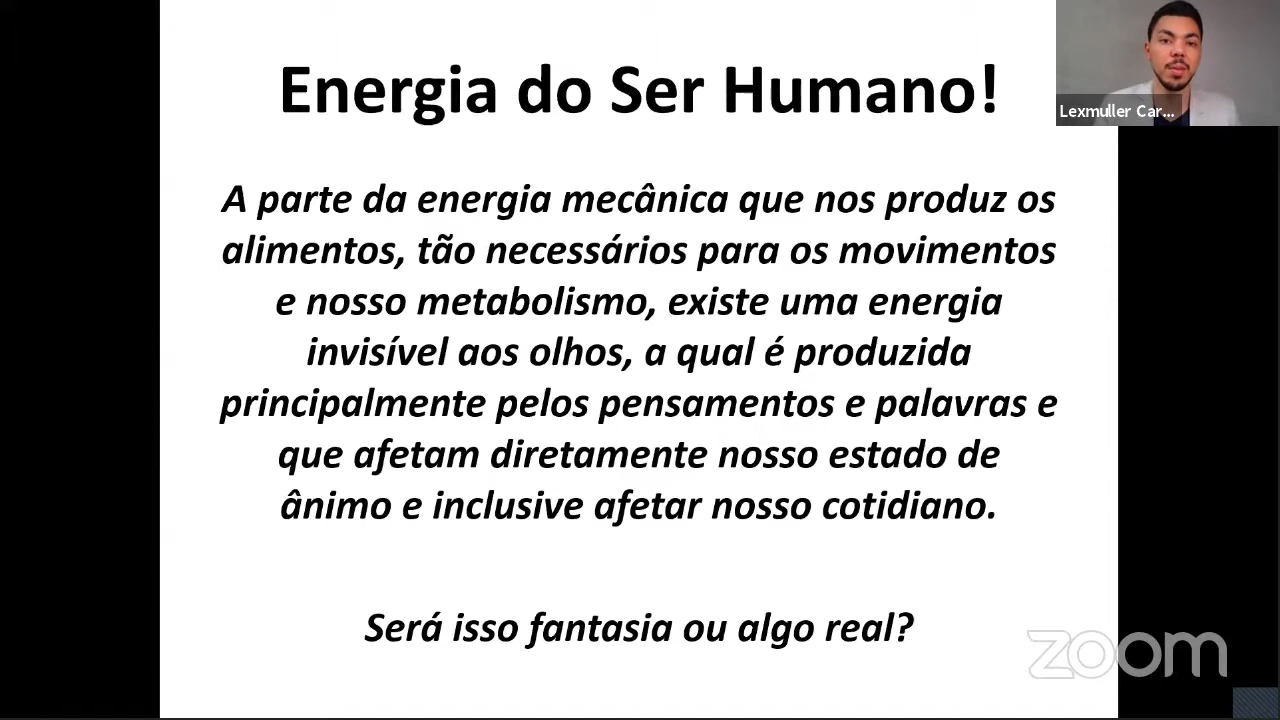 Energia do Ser Humano!
Lexmuller Car...
A parte da energia mecânica que nos produz os
alimentos, tão necessários para os movimentos
e nosso metabolismo, existe uma energia
invisível aos olhos, a qual é produzida
principalmente pelos pensamentos e palavras e
que afetam diretamente nosso estado de
ânimo e inclusive afetar nosso cotidiano.
Será isso fantasia ou algo real?
zoom